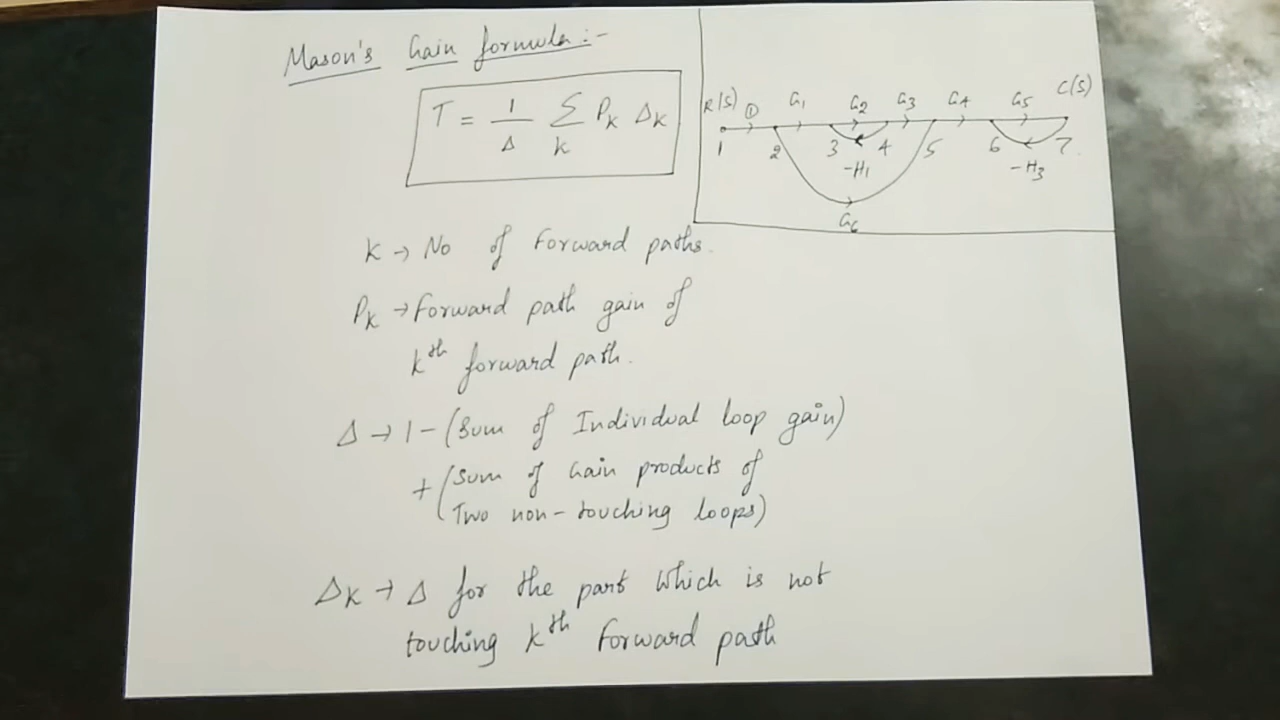 Mason's Gain formula :-
T = 1/Δ Σ_k P_k Δ_k
K → No of Forward paths.
P_K → Forward path gain of
k^th forward path.
Δ → 1 - (Sum of Individual loop gain)
+ (Sum of Gain products of
Two non-touching loops)
Δ_K → Δ for the part which is not
touching k^th Forward path
R(S) ① G1 G2 G3 G4 G5 C(S)
1 2 3 4 5 6 7
-H1 -H3
G6